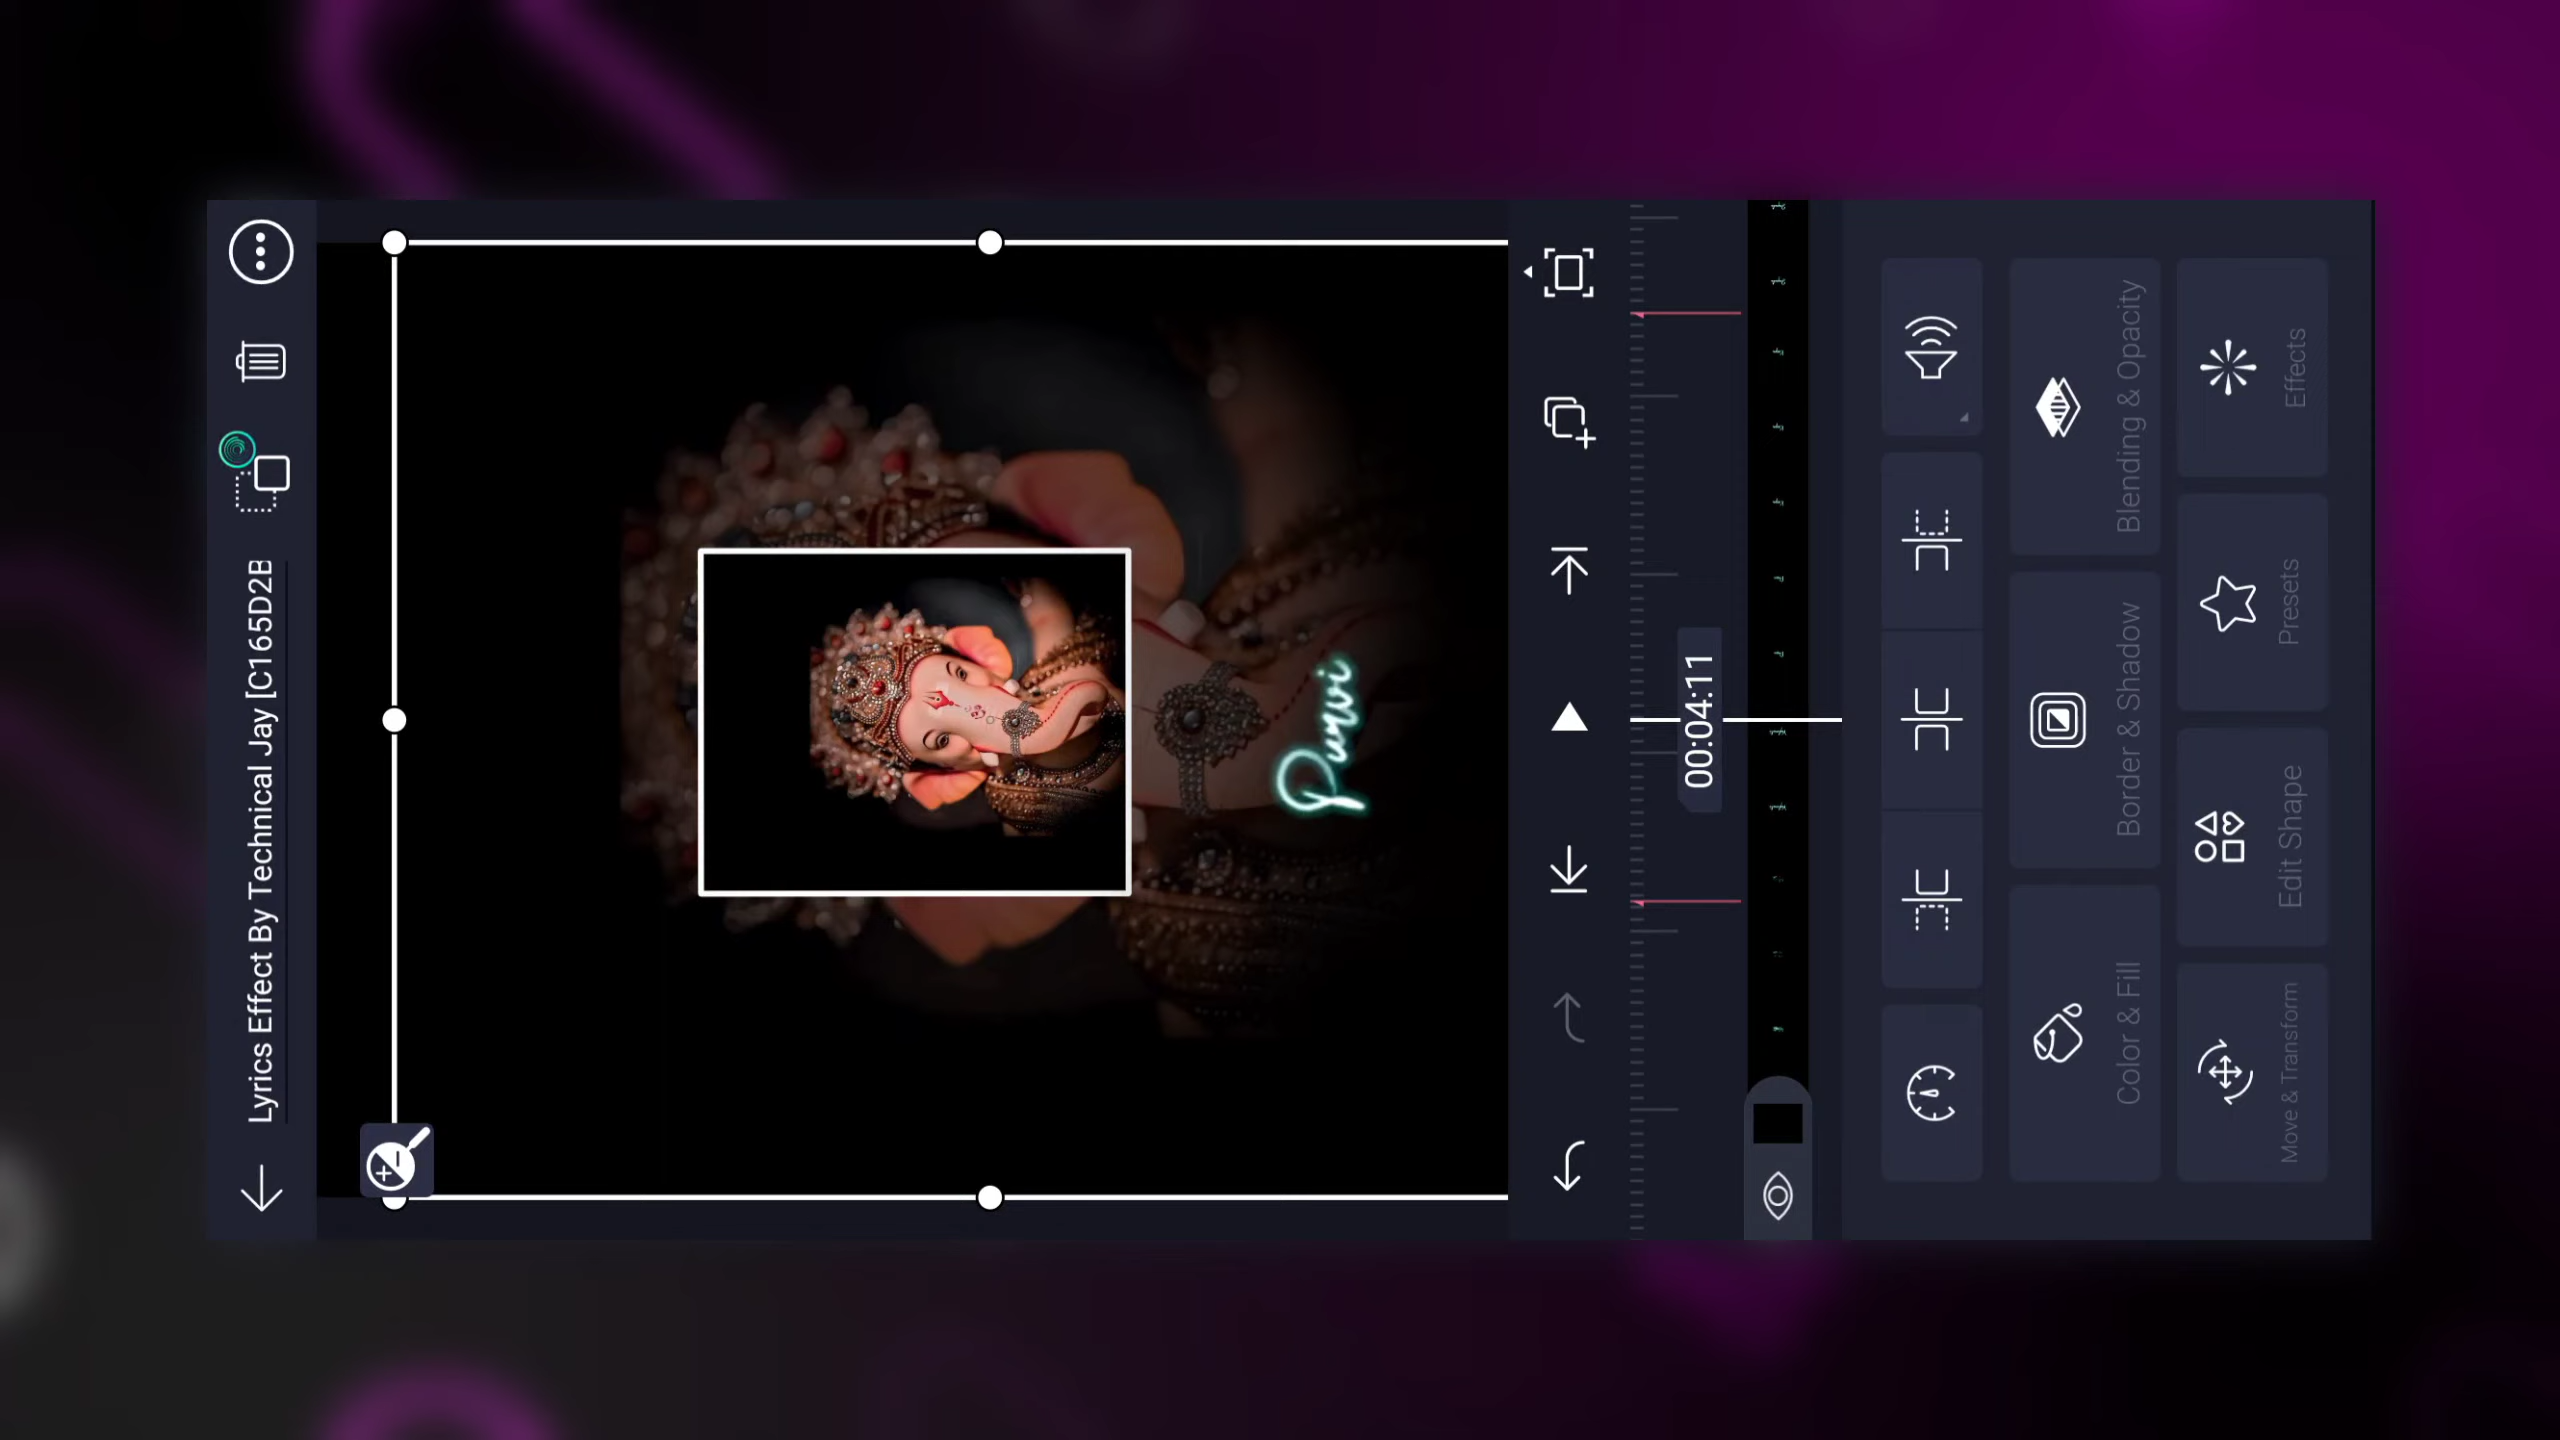 Lyrics Effect By Technical Jay [C165D2B
Purvi
00:04:11
Color & Fill
Border & Shadow
Blending & Opacity
Move & Transform
Edit Shape
Presets
Effects